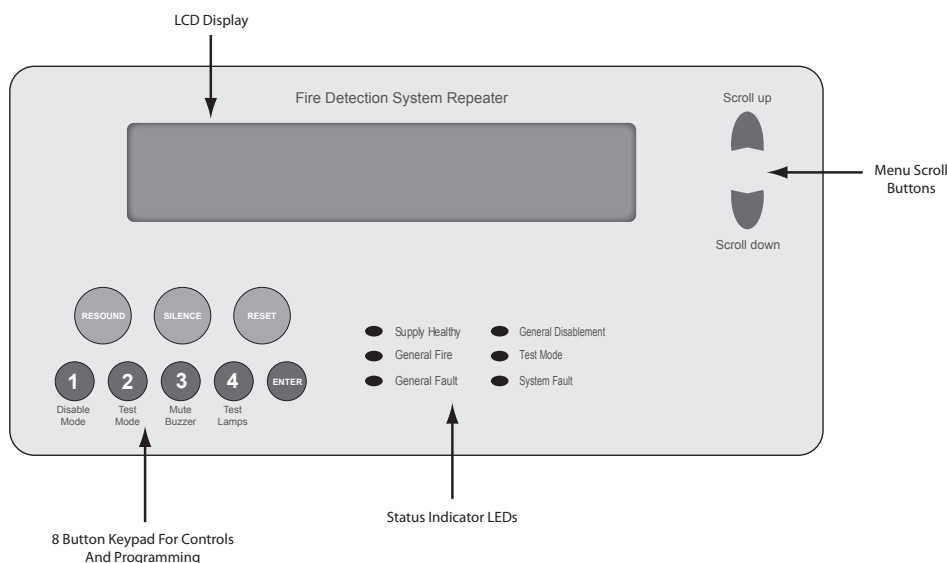 LCD Display
Fire Detection System Repeater
Scroll up
Menu Scroll
Buttons
Scroll down
RESOUND
SILENCE
RESET
Supply Healthy
General Disablement
General Fire
Test Mode
General Fault
System Fault
1
2
3
4
ENTER
Disable
Mode
Test
Mode
Mute
Buzzer
Test
Lamps
Status Indicator LEDs
8 Button Keypad For Controls
And Programming